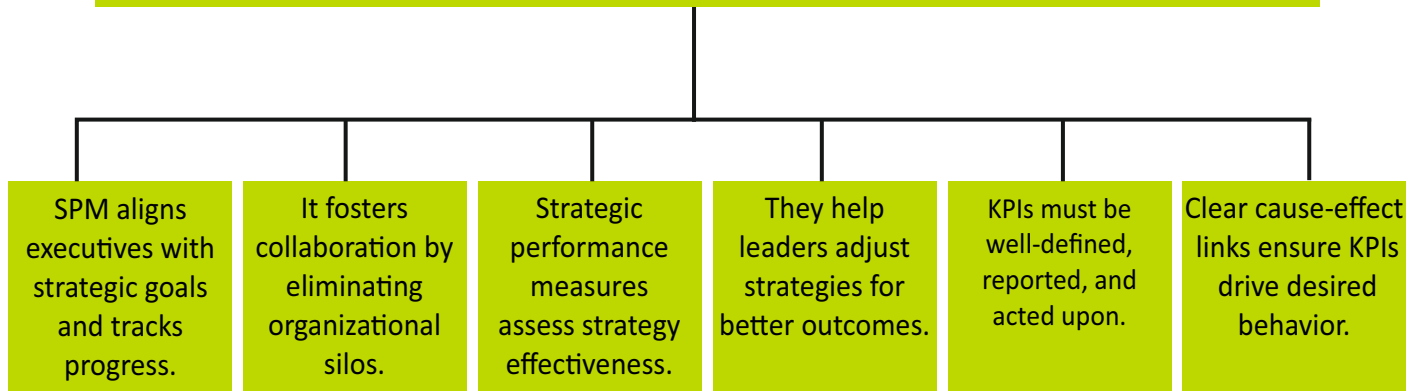 SPM aligns
executives with
strategic goals
and tracks
progress.
It fosters
collaboration by
eliminating
organizational
silos.
Strategic
performance
measures
assess strategy
effectiveness.
They help
leaders adjust
strategies for
better outcomes.
KPIs must be
well-defined,
reported, and
acted upon.
Clear cause-effect
links ensure KPIs
drive desired
behavior.